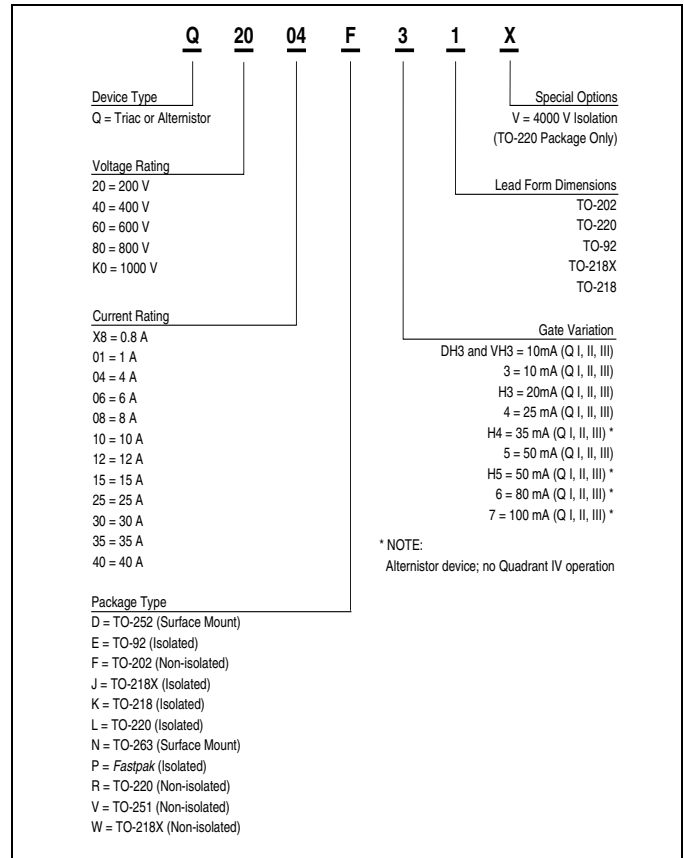 Q 20 04 F 3 1 X
Device Type
Q = Triac or Alternistor
Voltage Rating
20 = 200 V
40 = 400 V
60 = 600 V
80 = 800 V
K0 = 1000 V
Current Rating
X8 = 0.8 A
01 = 1 A
04 = 4 A
06 = 6 A
08 = 8 A
10 = 10 A
12 = 12 A
15 = 15 A
25 = 25 A
30 = 30 A
35 = 35 A
40 = 40 A
Package Type
D = TO-252 (Surface Mount)
E = TO-92 (Isolated)
F = TO-202 (Non-isolated)
J = TO-218X (Isolated)
K = TO-218 (Isolated)
L = TO-220 (Isolated)
N = TO-263 (Surface Mount)
P = Fastpak (Isolated)
R = TO-220 (Non-isolated)
V = TO-251 (Non-isolated)
W = TO-218X (Non-isolated)
Special Options
V = 4000 V Isolation
(TO-220 Package Only)
Lead Form Dimensions
TO-202
TO-220
TO-92
TO-218X
TO-218
Gate Variation
DH3 and VH3 = 10mA (Q I, II, III)
3 = 10 mA (Q I, II, III)
H3 = 20mA (Q I, II, III)
4 = 25 mA (Q I, II, III)
H4 = 35 mA (Q I, II, III) *
5 = 50 mA (Q I, II, III)
H5 = 50 mA (Q I, II, III) *
6 = 80 mA (Q I, II, III) *
7 = 100 mA (Q I, II, III) *
* NOTE:
Alternistor device; no Quadrant IV operation